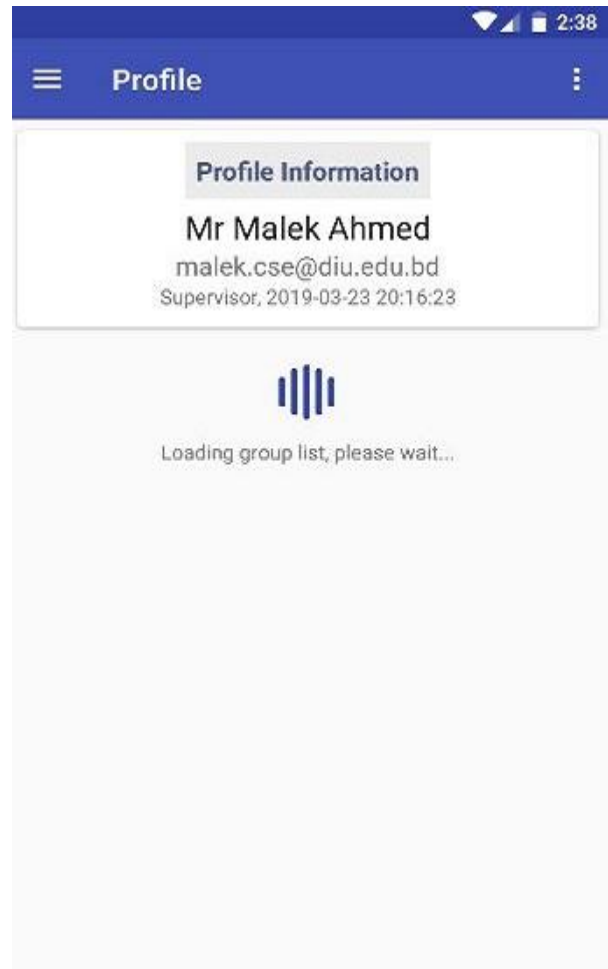 2:38
Profile
Profile Information
Mr Malek Ahmed
malek.cse@diu.edu.bd
Supervisor, 2019-03-23 20:16:23
Loading group list, please wait...